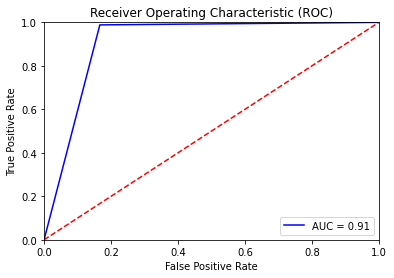 Receiver Operating Characteristic (ROC)
True Positive Rate
1.0
0.8
0.6
0.4
0.2
0.0
AUC = 0.91
0.0 0.2 0.4 0.6 0.8 1.0
False Positive Rate